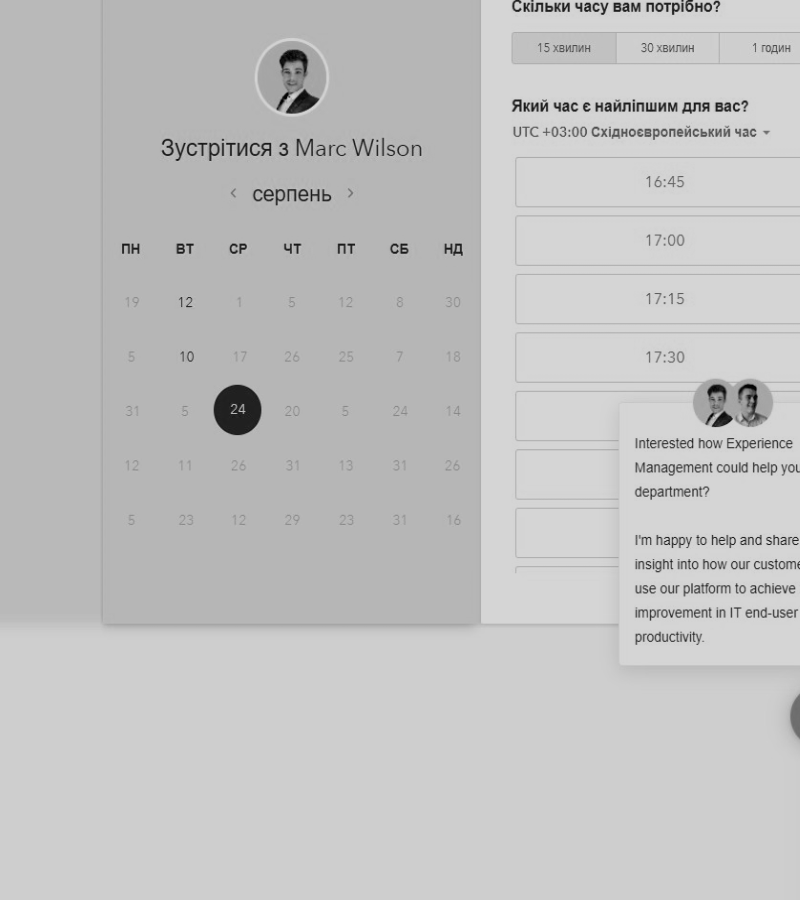 Скільки часу вам потрібно?
15 хвилин 30 хвилин 1 годин
Який час є найліпшим для вас?
UTC +03:00 Східноєвропейський час
Зустрітися з Marc Wilson
серпень
ПН ВТ СР ЧТ ПТ СБ НД
19 12 1 5 12 8 30
5 10 17 26 25 7 18
31 5 24 20 5 24 14
12 11 26 31 13 31 26
5 23 12 29 23 31 16
16:45
17:00
17:15
17:30
Interested how Experience
Management could help you
department?
I'm happy to help and share
insight into how our custome
use our platform to achieve
improvement in IT end-user
productivity.